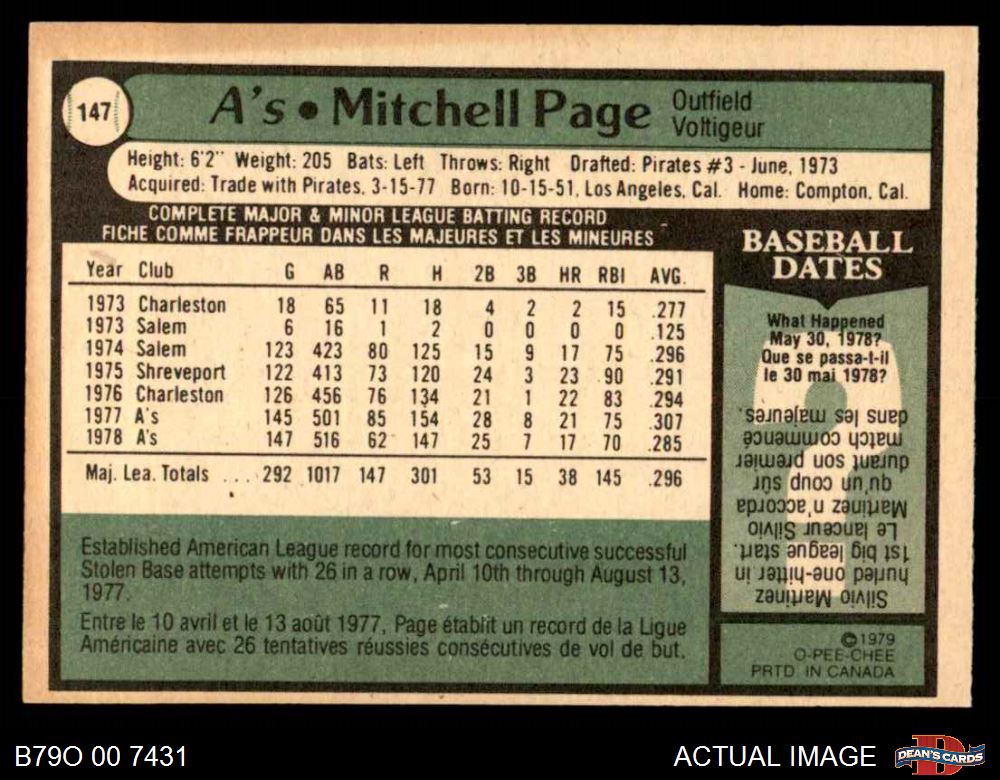 147
A's • Mitchell Page Outfield
Voltigeur
Height: 6'2" Weight: 205 Bats: Left Throws: Right Drafted: Pirates #3 - June, 1973
Acquired: Trade with Pirates, 3-15-77 Born: 10-15-51, Los Angeles, Cal. Home: Compton, Cal.
COMPLETE MAJOR & MINOR LEAGUE BATTING RECORD
FICHE COMME FRAPPEUR DANS LES MAJEURES ET LES MINEURES
Year Club G AB R H 2B 3B HR RBI AVG.
1973 Charleston 18 65 11 18 4 2 2 15 .277
1973 Salem 6 16 1 2 0 0 0 0 .125
1974 Salem 123 423 80 125 15 9 17 75 .296
1975 Shreveport 122 413 73 120 24 3 23 90 .291
1976 Charleston 126 456 76 134 21 1 22 83 .294
1977 A's 145 501 85 154 28 8 21 75 .307
1978 A's 147 516 62 147 25 7 17 70 .285
Maj. Lea. Totals ... 292 1017 147 301 53 15 38 145 .296
Established American League record for most consecutive successful
Stolen Base attempts with 26 in a row, April 10th through August 13,
1977.
Entre le 10 avril et le 13 août 1977, Page établit un record de la Ligue
Américaine avec 26 tentatives réussies consécutives de vol de but.
BASEBALL
DATES
What Happened
May 30, 1978?
Que se passa-t-il
le 30 mai 1978?
Silvio Martinez
hurled one-hitter in
1st big league start.
Le lanceur Silvio
Martinez n'accorda
qu'un coup sûr
durant son premier
match commencé
dans les majeures.
©1979
O-PEE-CHEE
PRTD IN CANADA
B79O 00 7431
ACTUAL IMAGE
DEAN'S CARDS